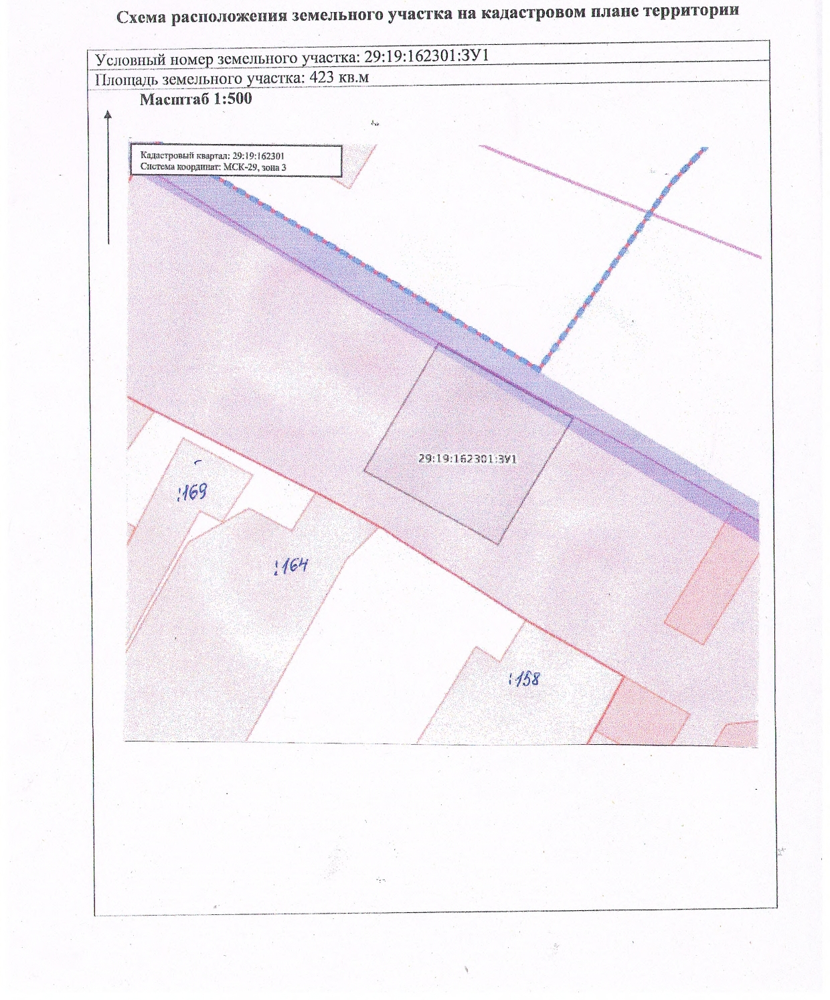 Схема расположения земельного участка на кадастровом плане территории
Условный номер земельного участка: 29:19:162301:ЗУ1
Площадь земельного участка: 423 кв.м
Масштаб 1:500
Кадастровый квартал: 29:19:162301
Система координат: МСК-29, зона 3
29:19:162301:ЗУ1
:169
:164
:158